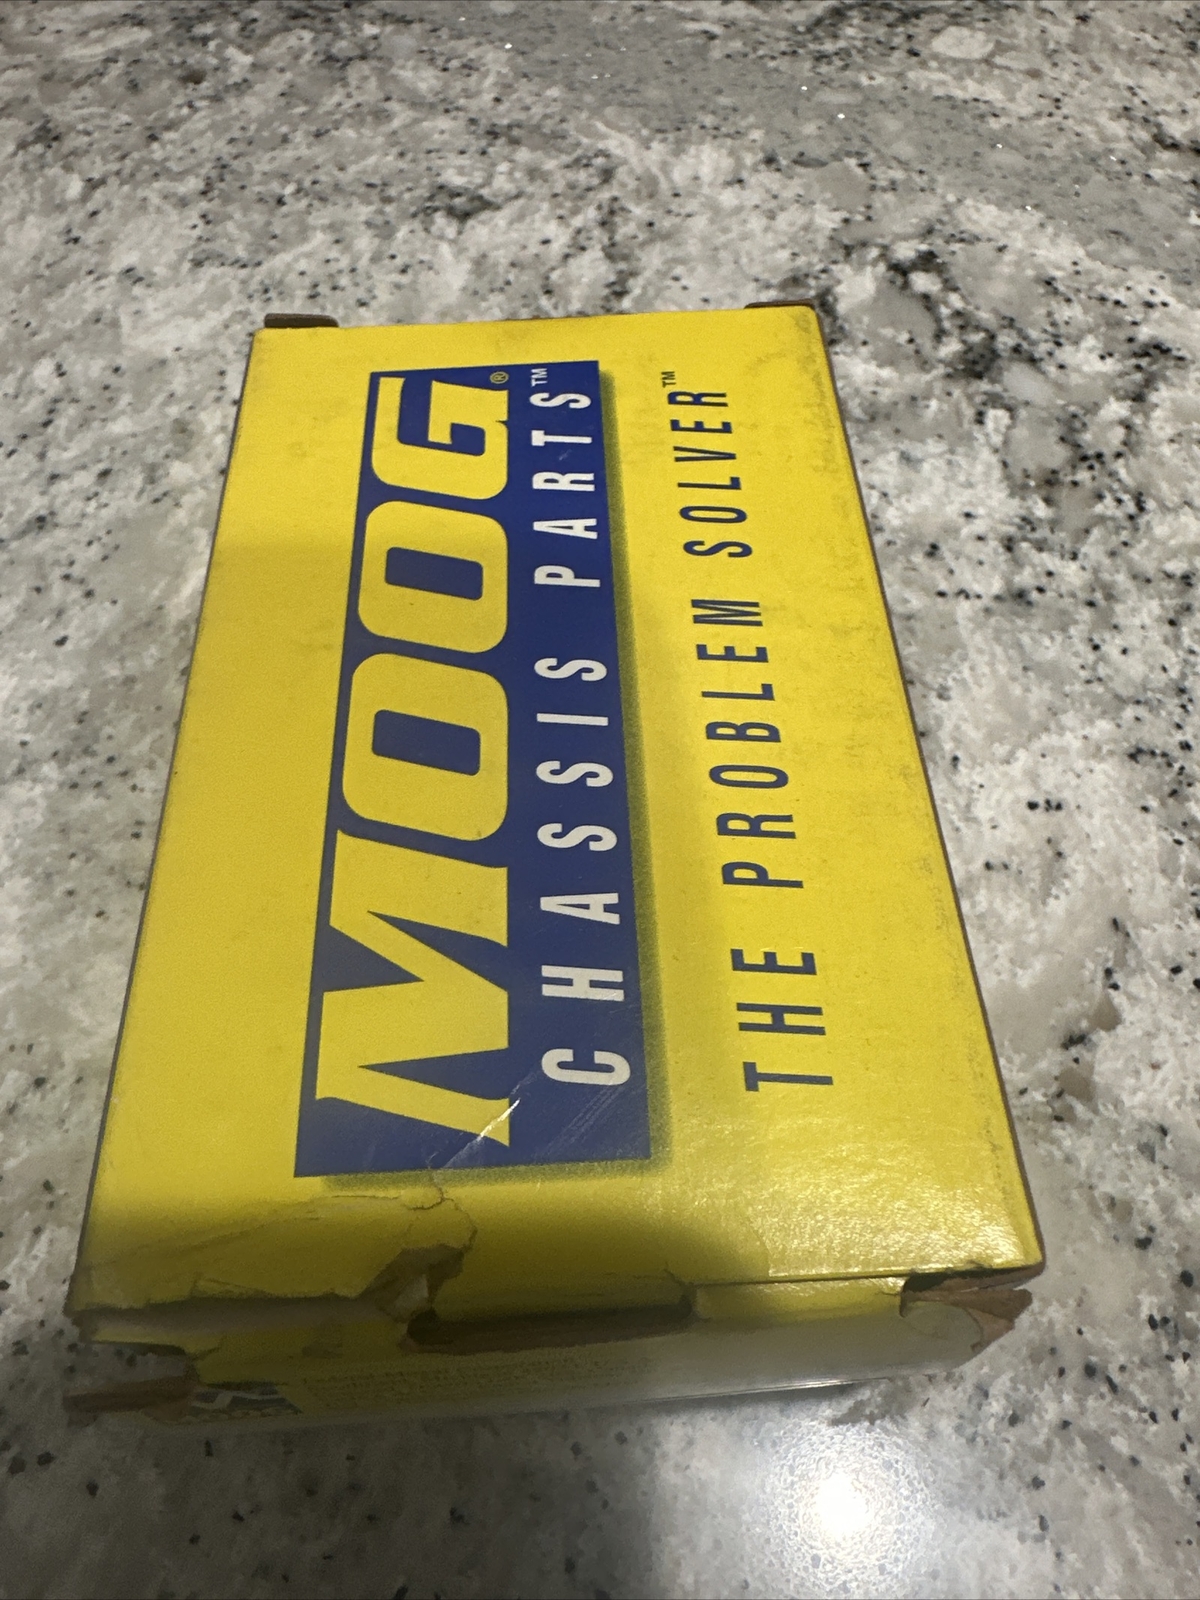 MOOG®
CHASSIS PARTS™
THE PROBLEM SOLVER™